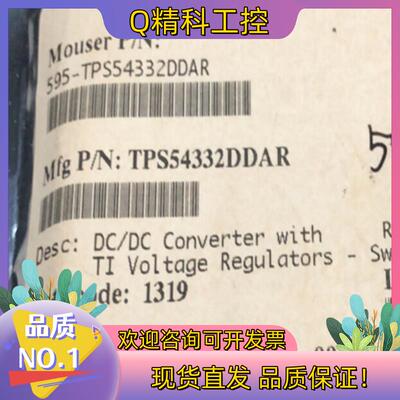 Q精科工控
Mouser P/N:
595-TPS54332DDAR
Mfg P/N: TPS54332DDAR
Desc: DC/DC Converter with
TI Voltage Regulators - Sw
de: 1319
品质
NO.1
欢迎咨询可开发票
现货直发 品质保证!